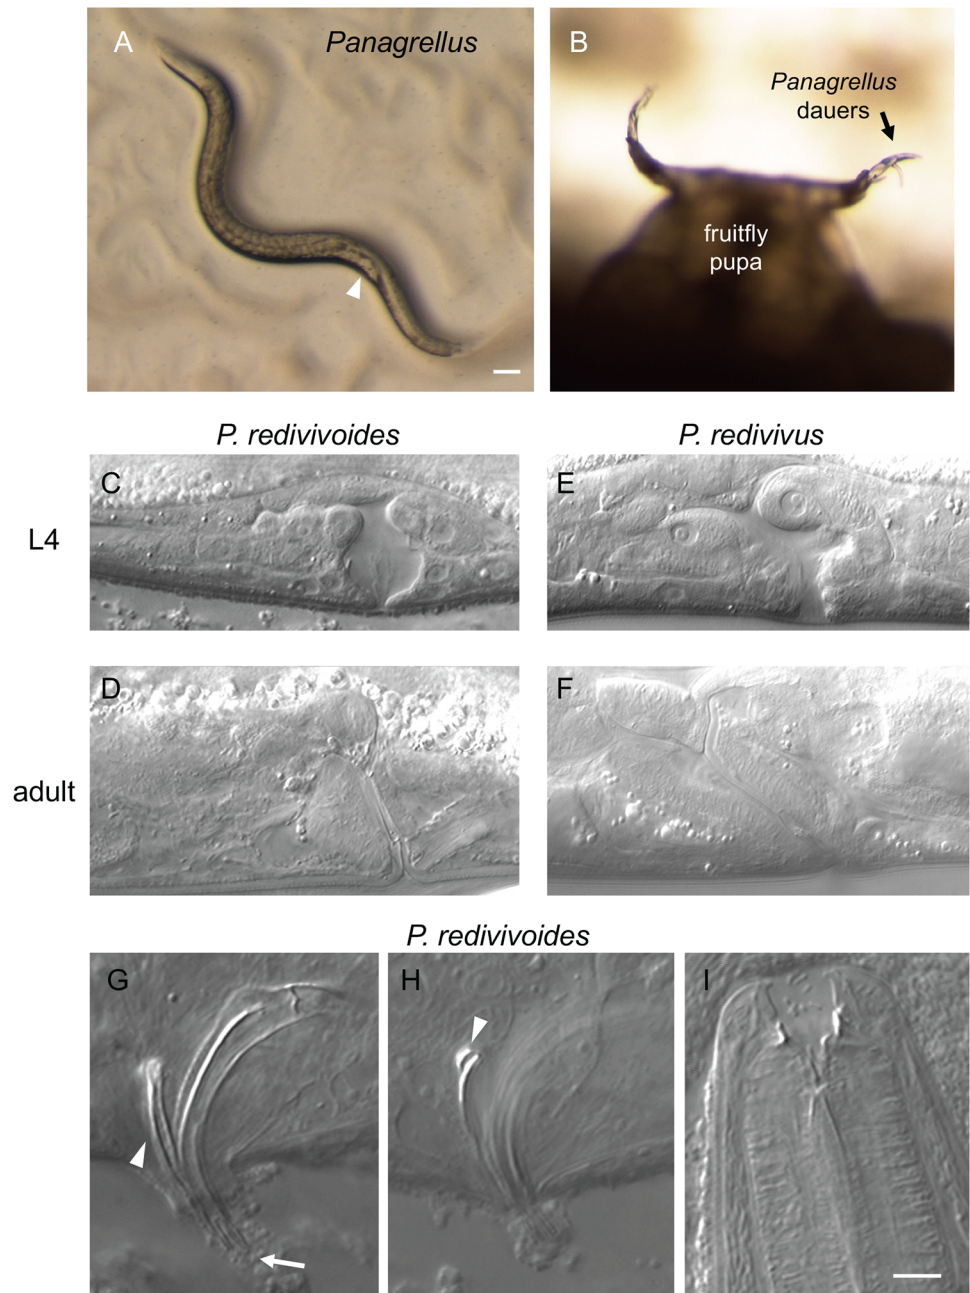 A
Panagrellus
B
Panagrellus
dauers
fruitfly
pupa
P. redivivoides
P. redivivus
L4
C
E
adult
D
F
P. redivivoides
G
H
I